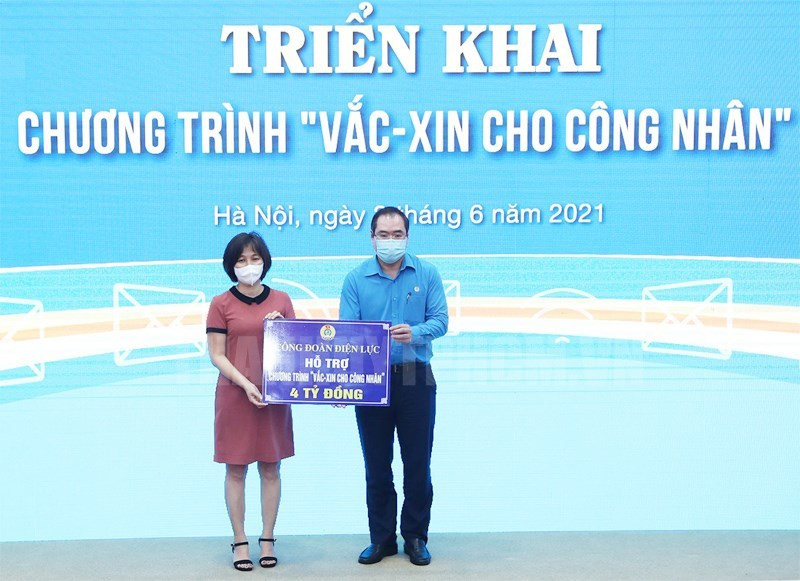 TRIỂN KHAI
CHƯƠNG TRÌNH "VẮC-XIN CHO CÔNG NHÂN"
Hà Nội, ngày tháng 6 năm 2021
CÔNG ĐOÀN ĐIỆN LỰC
HỖ TRỢ
CHƯƠNG TRÌNH "VẮC-XIN CHO CÔNG NHÂN"
4 TỶ ĐỒNG